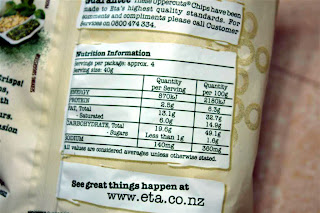 Guarantee These Uppercuts® Chips have been
made to Eta's highest quality standards. For
comments and compliments please call Customer
Services on 0800 474 334.
Nutrition Information
Servings per package: approx. 4
Serving size: 40g
Quantity per Serving Quantity per 100g
ENERGY 870kJ 2180kJ
PROTEIN 2.5g 6.3g
FAT, Total 13.1g 32.7g
- Saturated 6.0g 14.9g
CARBOHYDRATE, Total 19.6g 49.1g
- Sugars Less than 1g 1.6g
SODIUM 140mg 360mg
All values are considered averages unless otherwise stated.
See great things happen at
www.eta.co.nz
Crisps!